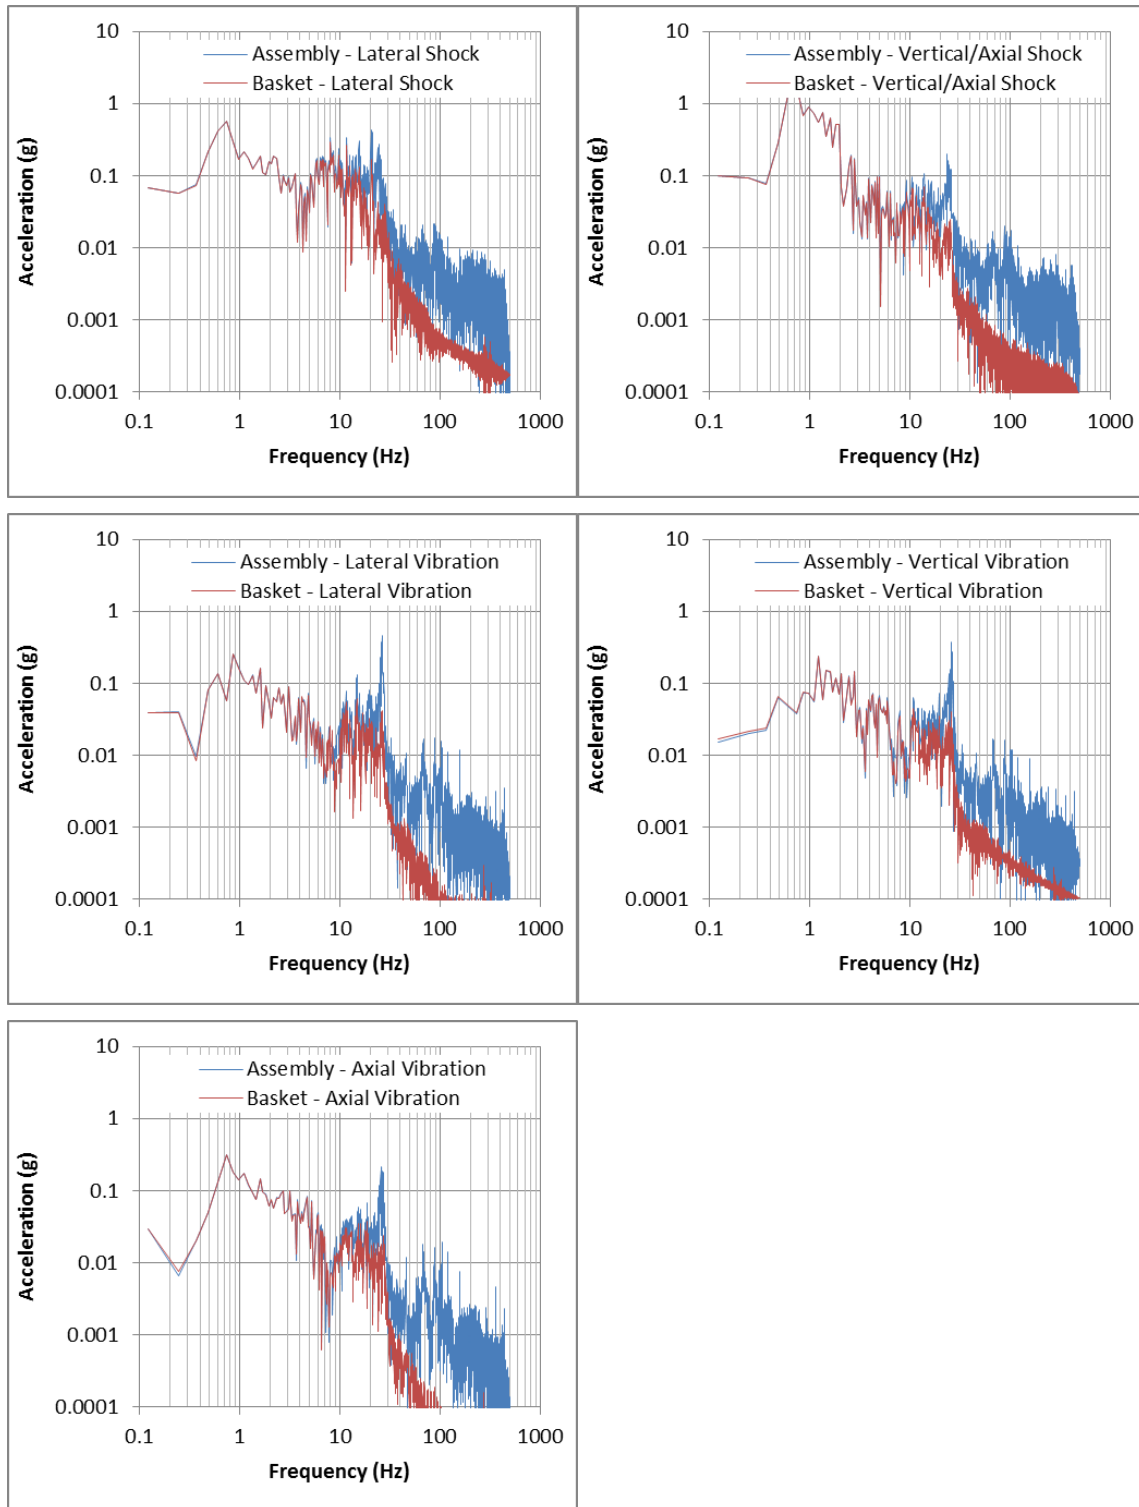 10
1
0.1
0.01
0.001
0.0001
Acceleration (g)
Assembly - Lateral Shock
Basket - Lateral Shock
0.1 1 10 100 1000
Frequency (Hz)
10
1
0.1
0.01
0.001
0.0001
Acceleration (g)
Assembly - Vertical/Axial Shock
Basket - Vertical/Axial Shock
0.1 1 10 100 1000
Frequency (Hz)
10
1
0.1
0.01
0.001
0.0001
Acceleration (g)
Assembly - Lateral Vibration
Basket - Lateral Vibration
0.1 1 10 100 1000
Frequency (Hz)
10
1
0.1
0.01
0.001
0.0001
Acceleration (g)
Assembly - Vertical Vibration
Basket - Vertical Vibration
0.1 1 10 100 1000
Frequency (Hz)
10
1
0.1
0.01
0.001
0.0001
Acceleration (g)
Assembly - Axial Vibration
Basket - Axial Vibration
0.1 1 10 100 1000
Frequency (Hz)